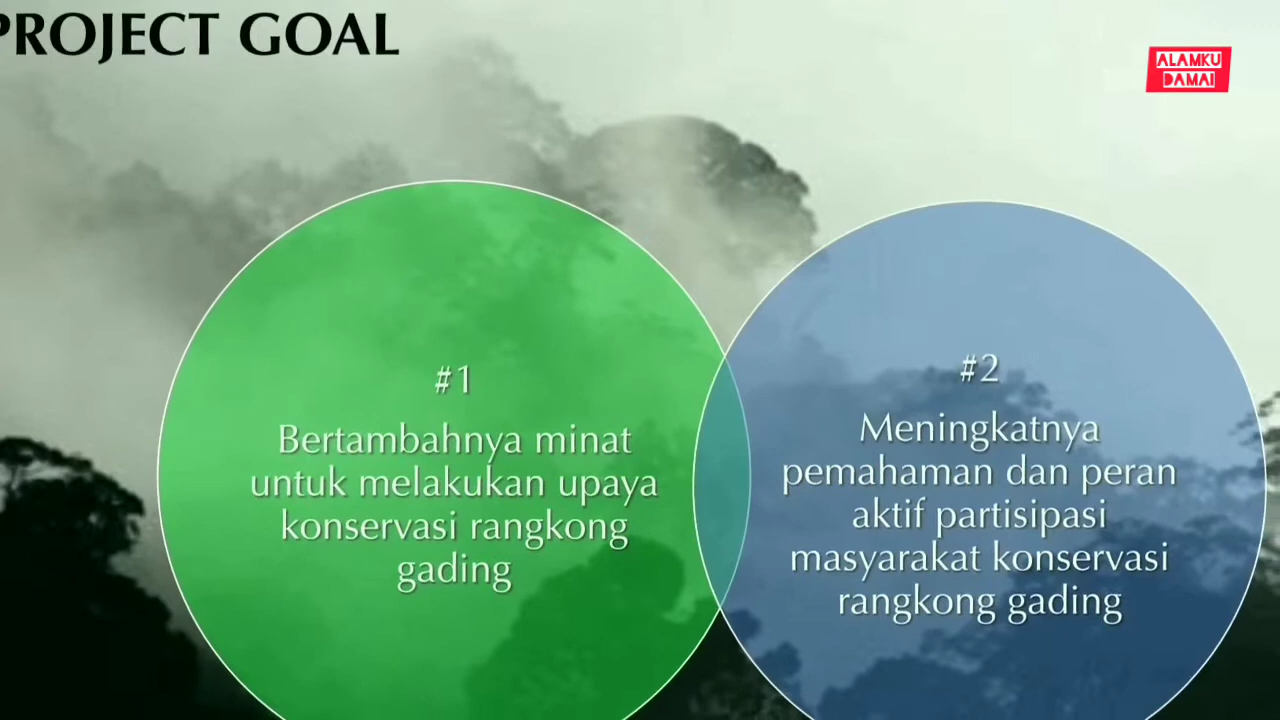 PROJECT GOAL
ALAMKU
DAMAI
#1
Bertambahnya minat
untuk melakukan upaya
konservasi rangkong
gading
#2
Meningkatnya
pemahaman dan peran
aktif partisipasi
masyarakat konservasi
rangkong gading